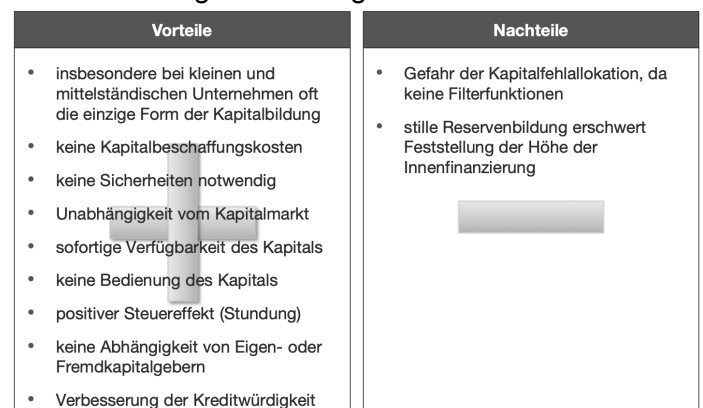 Vorteile
insbesondere bei kleinen und
mittelständischen Unternehmen oft
die einzige Form der Kapitalbildung
keine Kapitalbeschaffungskosten
keine Sicherheiten notwendig
Unabhängigkeit vom Kapitalmarkt
sofortige Verfügbarkeit des Kapitals
keine Bedienung des Kapitals
positiver Steuereffekt (Stundung)
keine Abhängigkeit von Eigen- oder
Fremdkapitalgebern
Verbesserung der Kreditwürdigkeit
Nachteile
Gefahr der Kapitalfehlallokation, da
keine Filterfunktionen
stille Reservenbildung erschwert
Feststellung der Höhe der
Innenfinanzierung